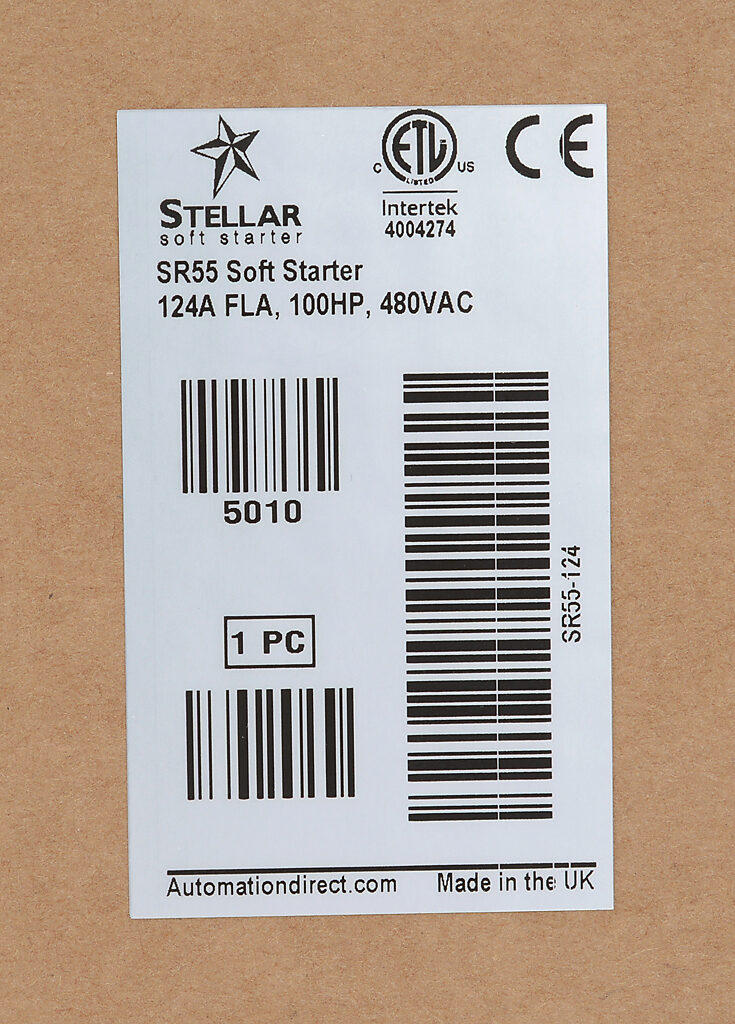 STELLAR
soft starter
C ETL US
LISTED
Intertek
4004274
CE
SR55 Soft Starter
124A FLA, 100HP, 480VAC
5010
SR55-124
1 PC
Automationdirect.com
Made in the UK